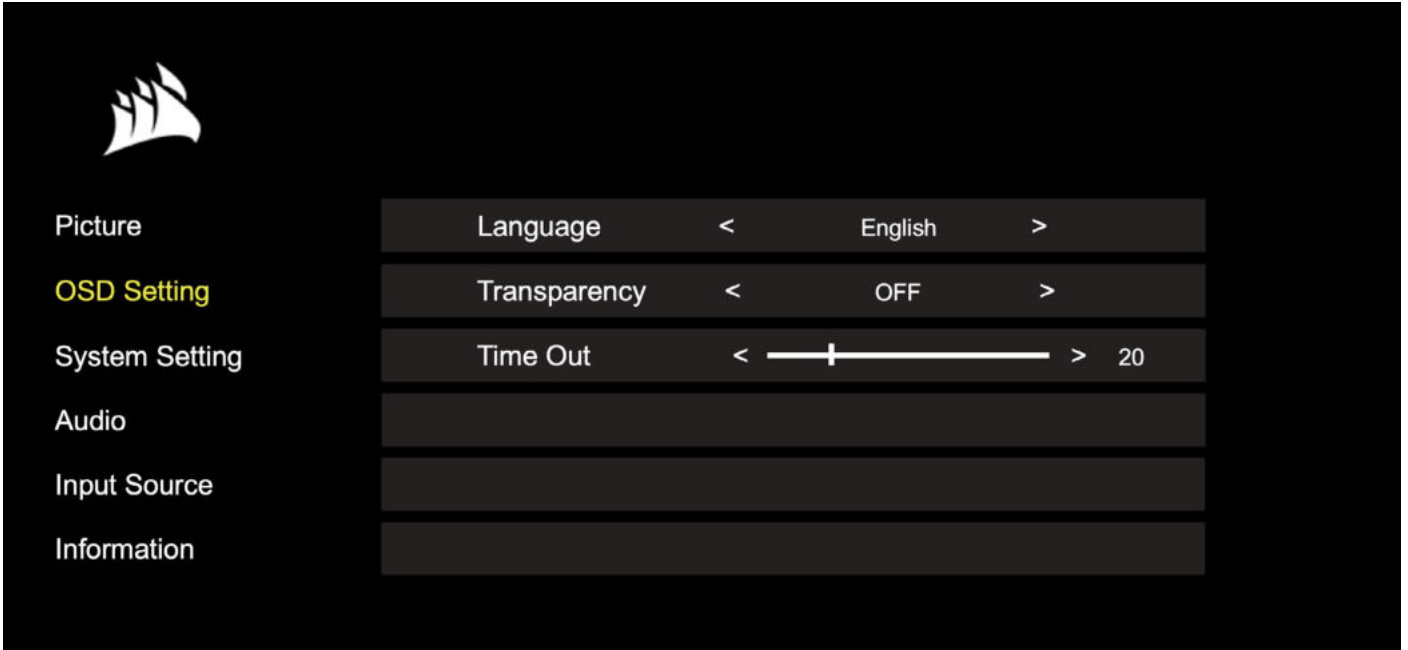 Picture Language < English >
OSD Setting Transparency < OFF >
System Setting Time Out < > 20
Audio
Input Source
Information